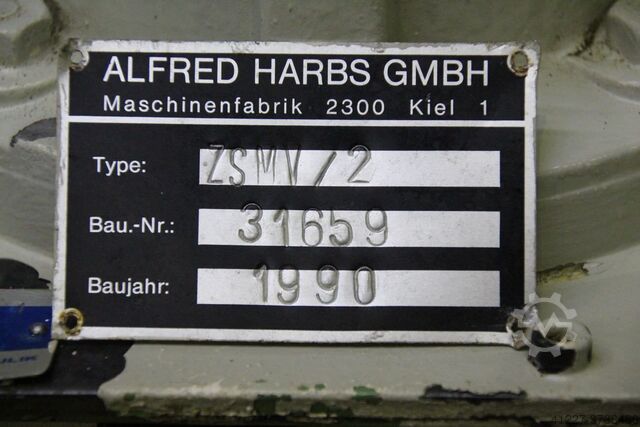 ALFRED HARBS GMBH
Maschinenfabrik 2300 Kiel 1
Type: ZSMV/2
Bau.-Nr.: 31659
Baujahr: 1990